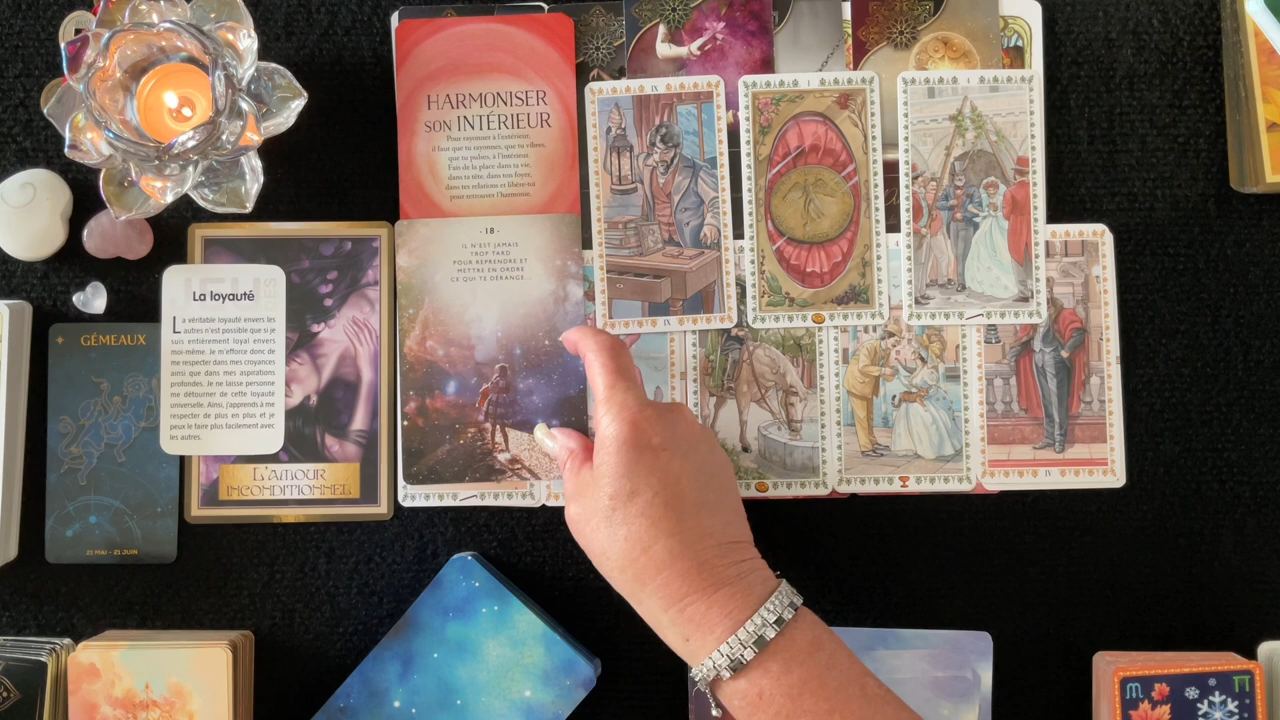 HARMONISER
SON INTÉRIEUR
Pour rayonner à l'extérieur,
il faut que tu rayonnes, que tu vibres,
que tu pulses, à l'intérieur.
Fais de la place dans ta vie,
dans ta tête, dans ton foyer,
dans tes relations et libère-toi
pour retrouver l'harmonie.
- 18 -
IL N'EST JAMAIS
TROP TARD
POUR REPRENDRE ET
METTRE EN ORDRE
CE QUI TE DÉRANGE...
IX
IX
I
IV
GÉMEAUX
21 MAI - 21 JUIN
La loyauté
La véritable loyauté envers les
autres n'est possible que si je
suis entièrement loyal envers
moi-même. Je m'efforce donc de
me respecter dans mes croyances
ainsi que dans mes aspirations
profondes. Je ne laisse personne
me détourner de cette loyauté
universelle. Ainsi, j'apprends à me
respecter de plus en plus et je
peux le faire plus facilement avec
les autres.
L'AMOUR
INCONDITIONNEL